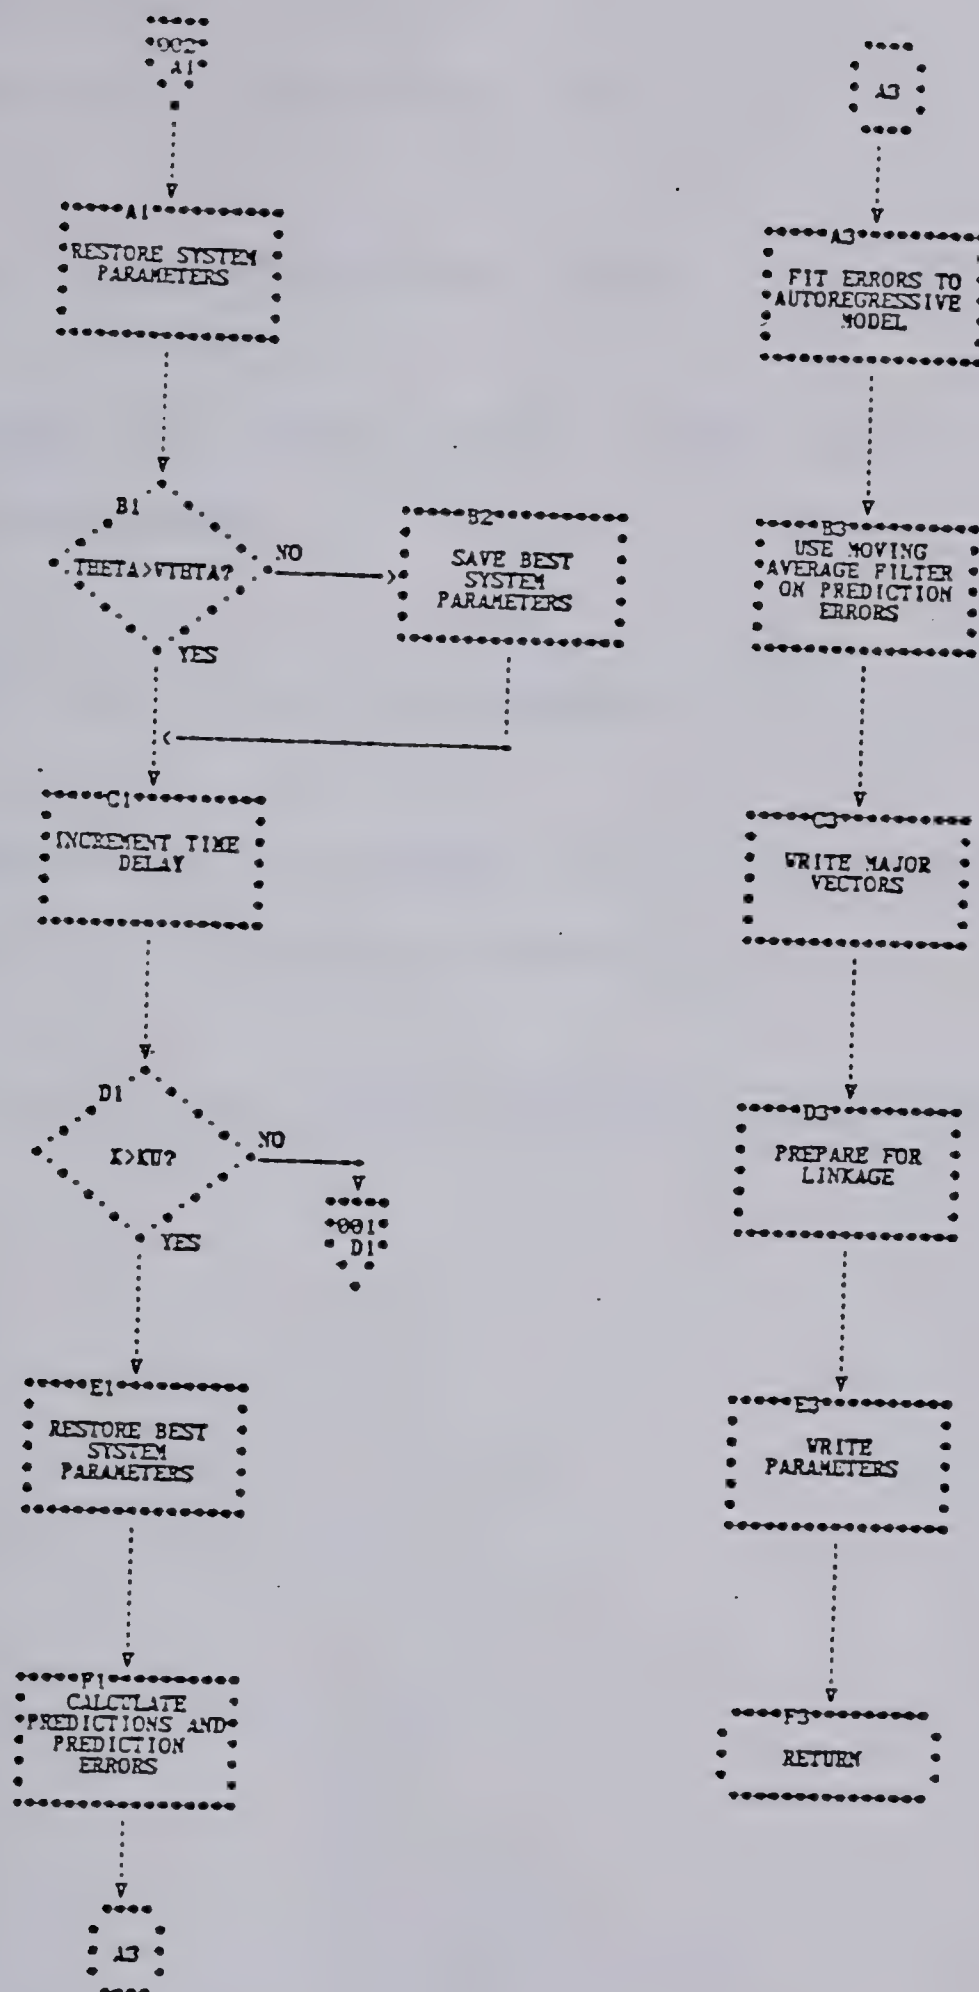 002
A1
A1
RESTORE SYSTEM
PARAMETERS
B1
THETA>VTHTA?
NO
YES
B2
SAVE BEST
SYSTEM
PARAMETERS
C1
INCREMENT TIME
DELAY
D1
K>KU?
NO
YES
001
D1
E1
RESTORE BEST
SYSTEM
PARAMETERS
F1
CALCULATE
PREDICTIONS AND
PREDICTION
ERRORS
A3
A3
A3
FIT ERRORS TO
AUTOREGRESSIVE
MODEL
B3
USE MOVING
AVERAGE FILTER
ON PREDICTION
ERRORS
C3
WRITE MAJOR
VECTORS
D3
PREPARE FOR
LINKAGE
E3
WRITE
PARAMETERS
F3
RETURN